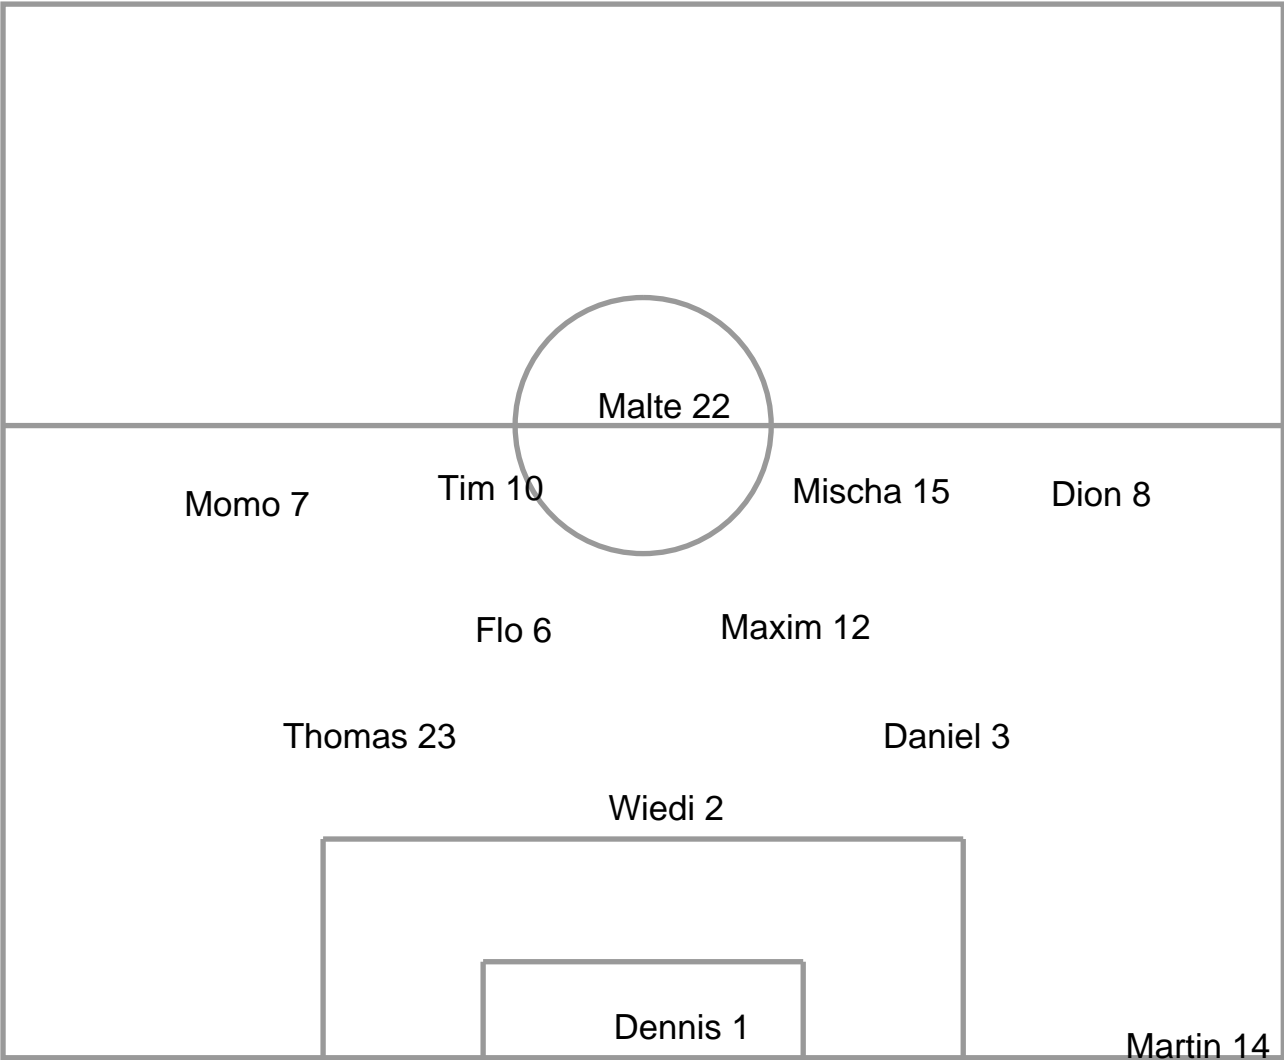 Malte 22
Momo 7
Tim 10
Mischa 15
Dion 8
Flo 6
Maxim 12
Thomas 23
Daniel 3
Wiedi 2
Dennis 1
Martin 14